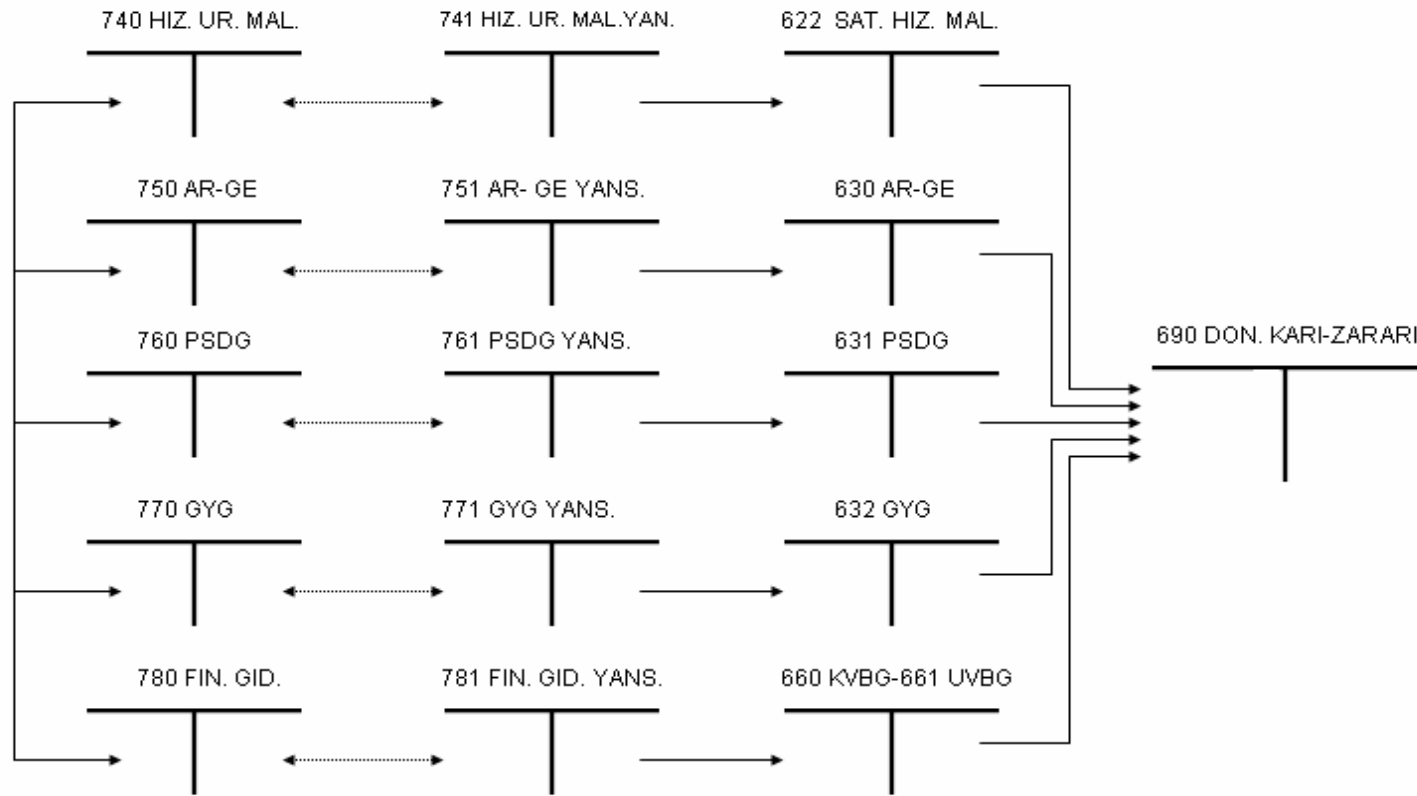 740 HIZ. UR. MAL.
741 HIZ. UR. MAL.YAN.
622 SAT. HIZ. MAL.
750 AR-GE
751 AR- GE YANS.
630 AR-GE
760 PSDG
761 PSDG YANS.
631 PSDG
690 DON. KARI-ZARARI
770 GYG
771 GYG YANS.
632 GYG
780 FIN. GID.
781 FIN. GID. YANS.
660 KVBG-661 UVBG